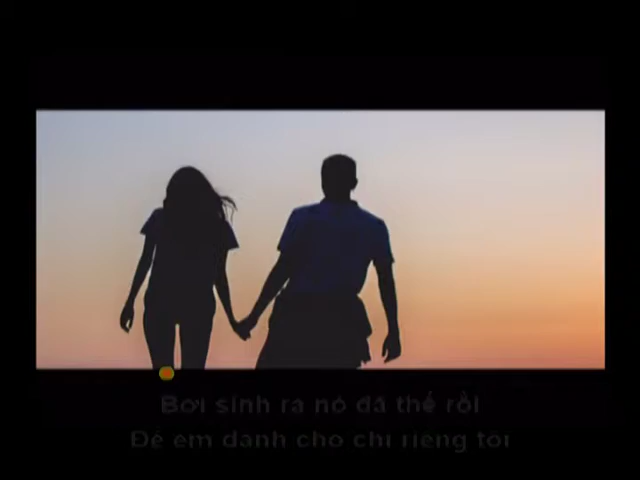 Bởi sinh ra nó đã thế rồi
Để em dành cho chỉ riêng tôi